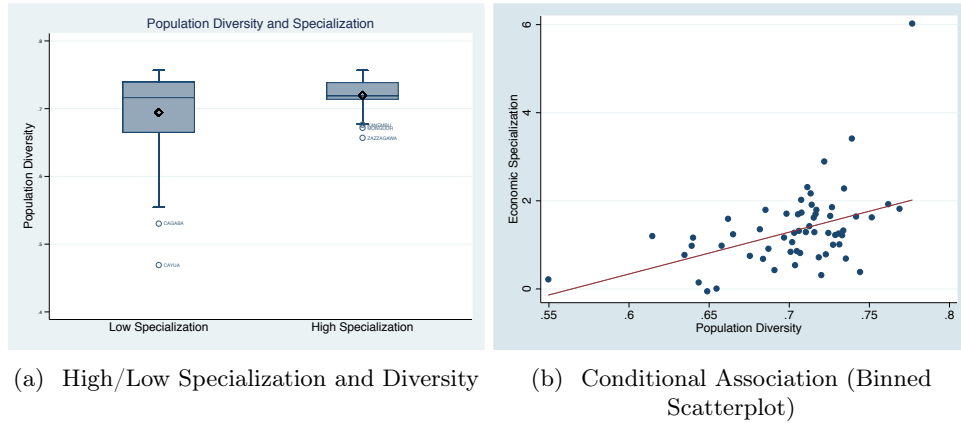 Population Diversity and Specialization
Population Diversity
.8
.7
.6
.5
.4
MONGUOR
ZAZZAGAWA
CAGABA
CAYUA
Low Specialization
High Specialization
Economic Specialization
6
4
2
0
.55
.6
.65
.7
.75
.8
Population Diversity
(a) High/Low Specialization and Diversity
(b) Conditional Association (Binned
Scatterplot)